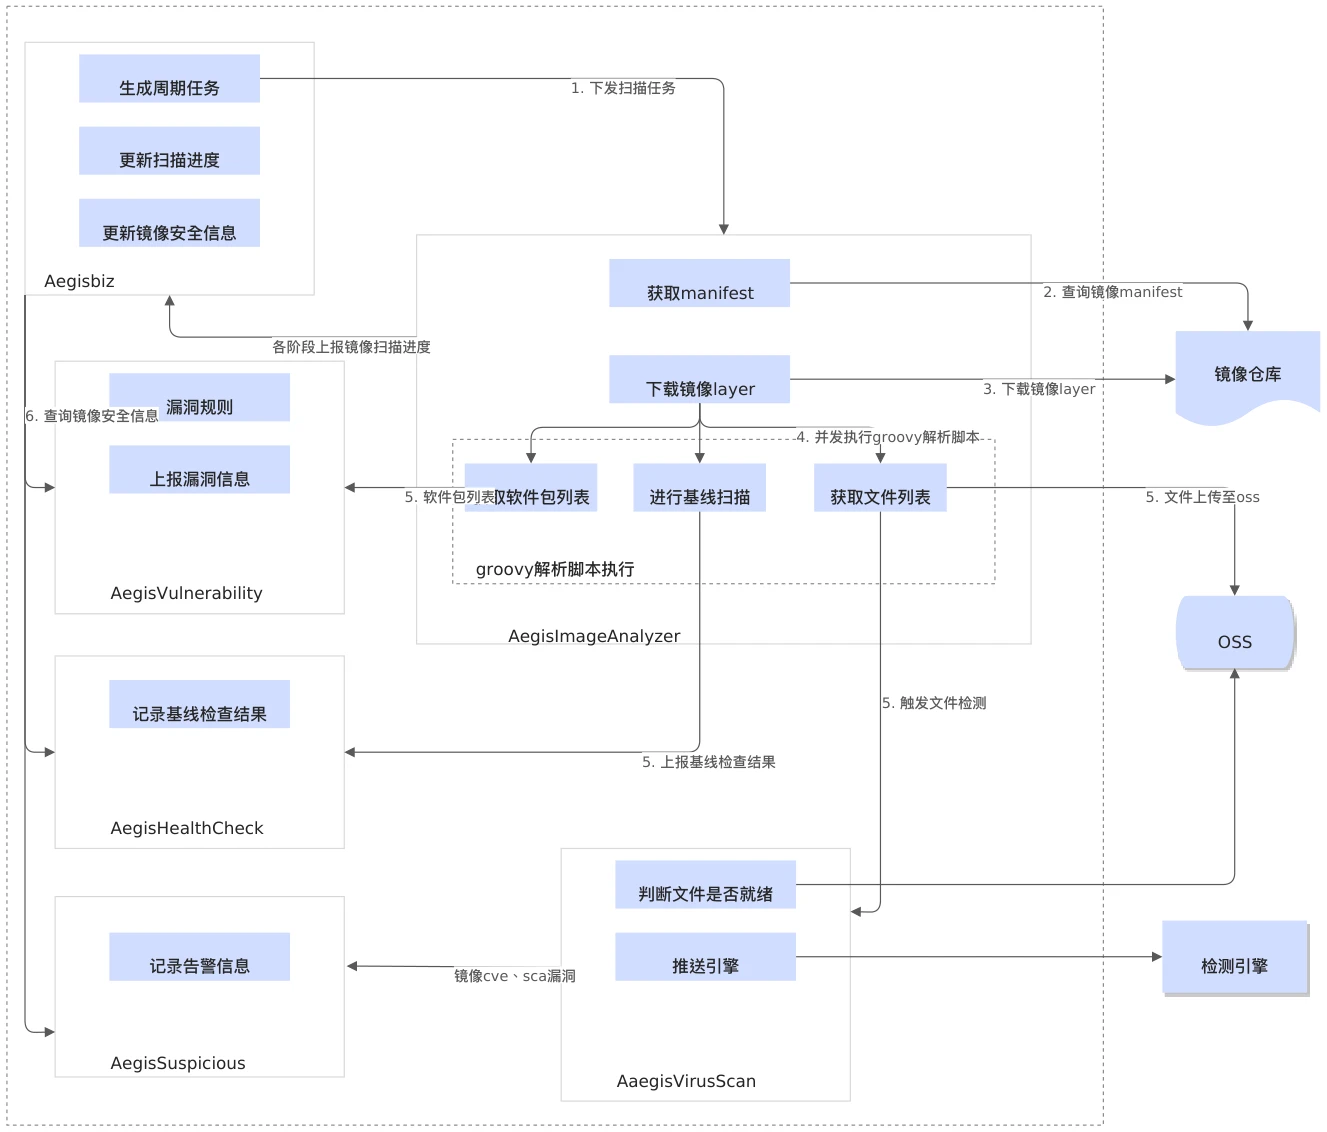 生成周期任务
1. 下发扫描任务
更新扫描进度
更新镜像安全信息
Aegisbiz
获取manifest
2. 查询镜像manifest
各阶段上报镜像扫描进度
镜像仓库
下载镜像layer
3. 下载镜像layer
漏洞规则
6. 查询镜像安全信息
4. 并发执行groovy解析脚本
上报漏洞信息
5. 软件包列表
取软件包列表
进行基线扫描
获取文件列表
5. 文件上传至oss
groovy解析脚本执行
AegisVulnerability
AegisImageAnalyzer
OSS
记录基线检查结果
5. 触发文件检测
5. 上报基线检查结果
AegisHealthCheck
判断文件是否就绪
记录告警信息
镜像cve、sca漏洞
推送引擎
检测引擎
AegisSuspicious
AaegisVirusScan